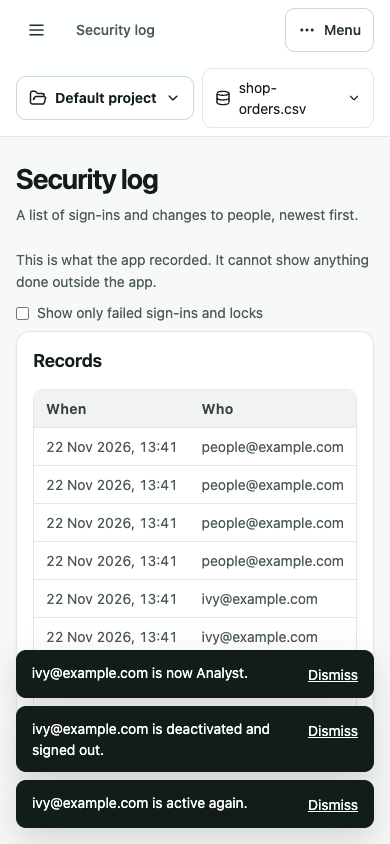 Security log
Menu
Default project
shop-
orders.csv
Security log
A list of sign-ins and changes to people, newest first.
This is what the app recorded. It cannot show anything
done outside the app.
Show only failed sign-ins and locks
Records
When Who
22 Nov 2026, 13:41 people@example.com
22 Nov 2026, 13:41 people@example.com
22 Nov 2026, 13:41 people@example.com
22 Nov 2026, 13:41 people@example.com
22 Nov 2026, 13:41 ivy@example.com
22 Nov 2026, 13:41 ivy@example.com
ivy@example.com is now Analyst. Dismiss
ivy@example.com is deactivated and Dismiss
signed out.
ivy@example.com is active again. Dismiss